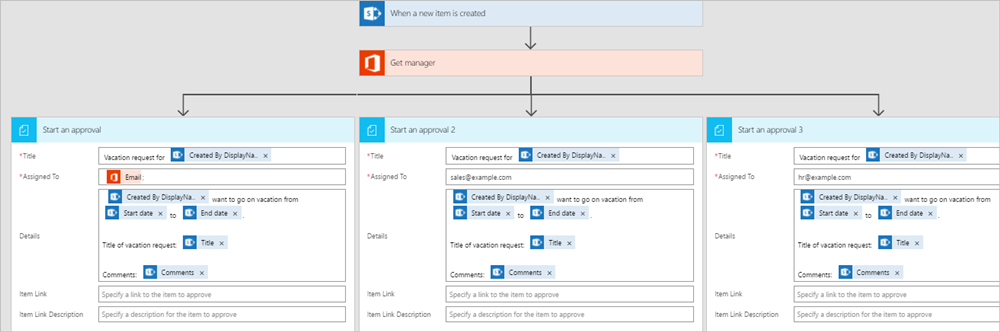 When a new item is created
Get manager
Start an approval
*Title Vacation request for Created By DisplayNa.. ×
*Assigned To Email ;
Created By DisplayNa.. × want to go on vacation from
Start date × to End date × .
Details
Title of vacation request: Title ×
Comments: Comments ×
Item Link Specify a link to the item to approve
Item Link Description Specify a description for the item to approve
Start an approval 2
*Title Vacation request for Created By DisplayNa.. ×
*Assigned To sales@example.com
Created By DisplayNa.. × want to go on vacation from
Start date × to End date × .
Details
Title of vacation request: Title ×
Comments: Comments ×
Item Link Specify a link to the item to approve
Item Link Description Specify a description for the item to approve
Start an approval 3
*Title Vacation request for Created By DisplayNa.. ×
*Assigned To hr@example.com
Created By DisplayNa.. × want to go on vacation from
Start date × to End date × .
Details
Title of vacation request: Title ×
Comments: Comments ×
Item Link Specify a link to the item to approve
Item Link Description Specify a description for the item to approve